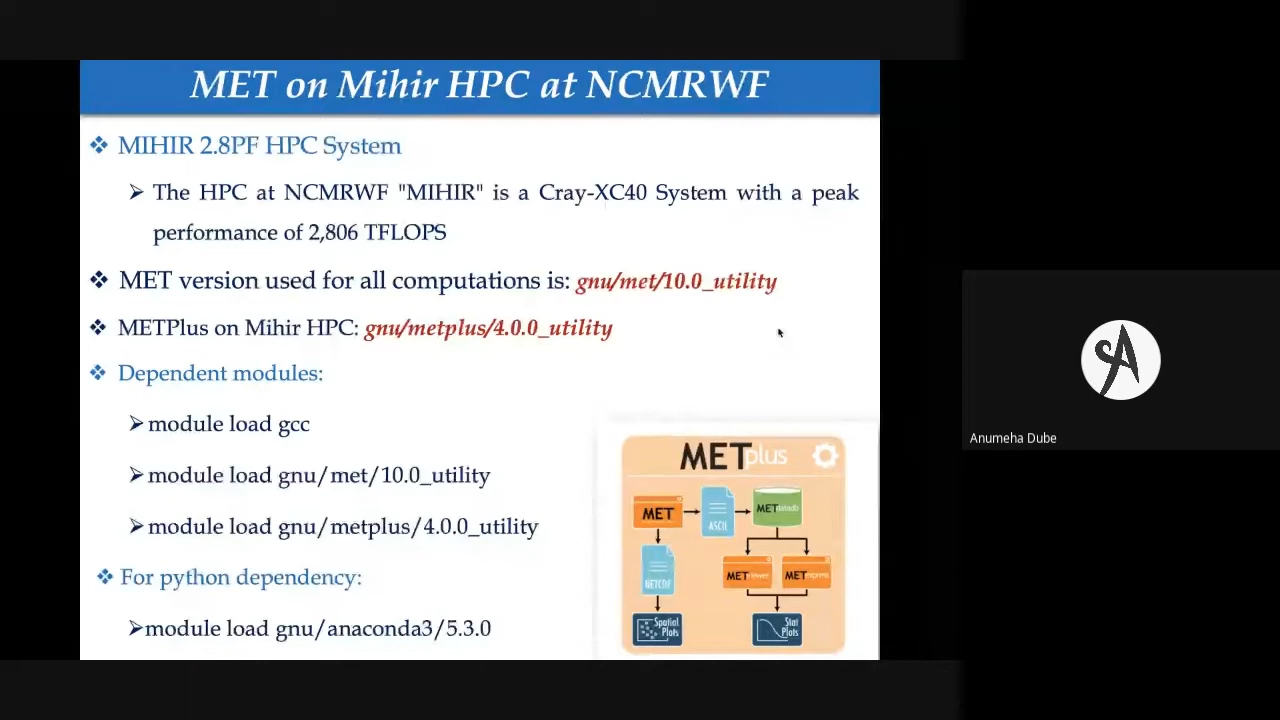 MET on Mihir HPC at NCMRWF
MIHIR 2.8PF HPC System
The HPC at NCMRWF "MIHIR" is a Cray-XC40 System with a peak
performance of 2,806 TFLOPS
MET version used for all computations is: gnu/met/10.0_utility
METPlus on Mihir HPC: gnu/metplus/4.0.0_utility
Dependent modules:
module load gcc
module load gnu/met/10.0_utility
module load gnu/metplus/4.0.0_utility
For python dependency:
module load gnu/anaconda3/5.3.0
METplus
MET
ASCII
METdatadb
NETCDF
METviewer
METexpress
Spatial
Plots
Stat
Plots
Anumeha Dube